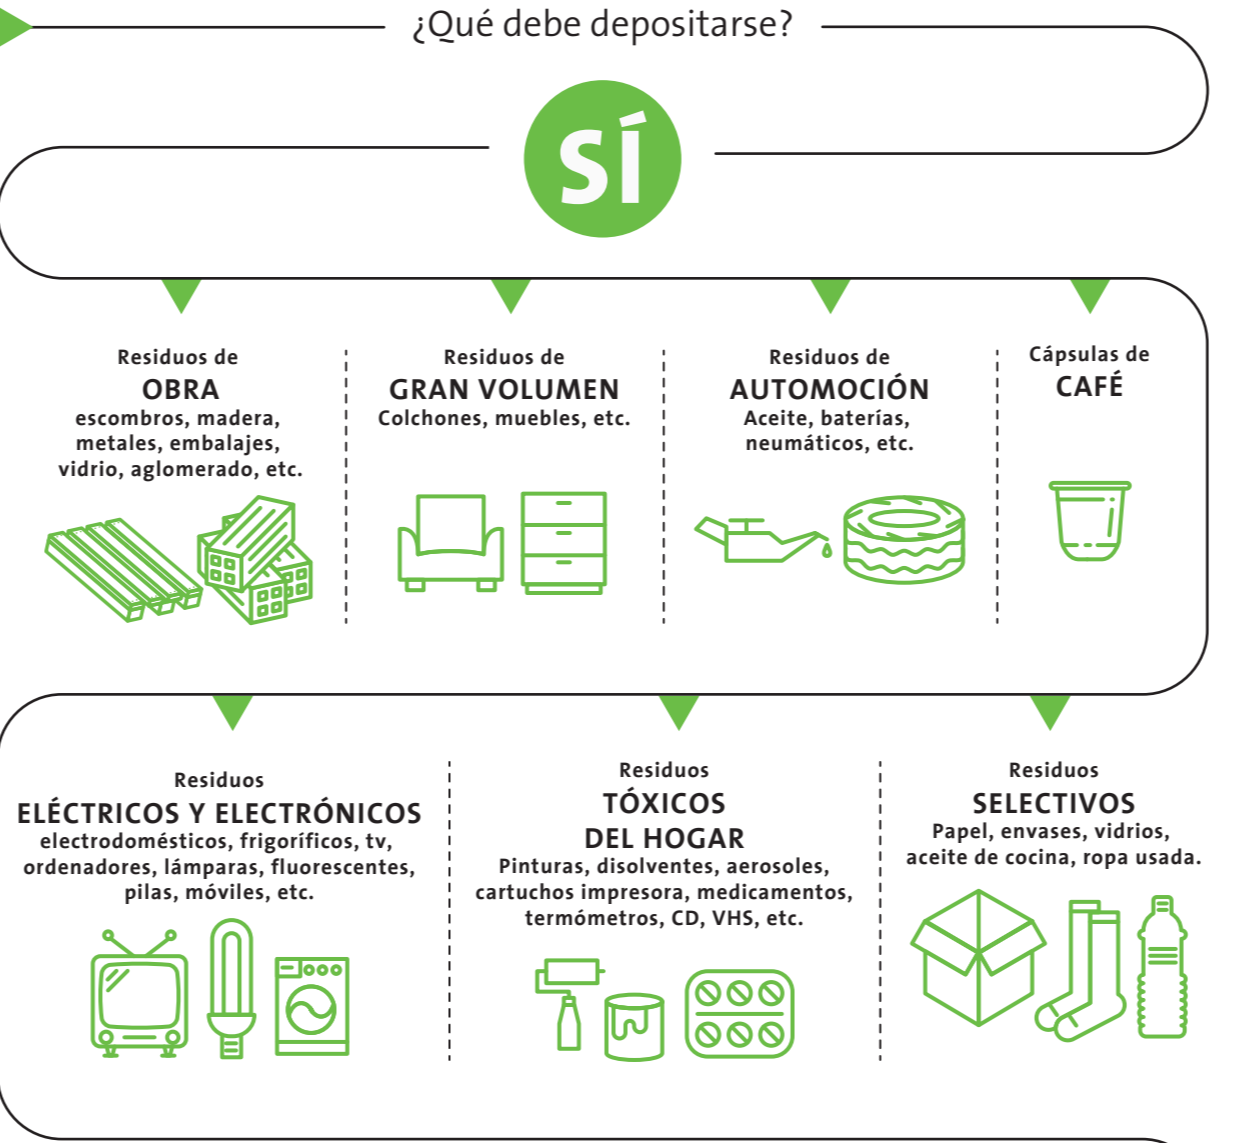 ¿Qué debe depositarse?
SÍ
Residuos de
OBRA
escombros, madera,
metales, embalajes,
vidrio, aglomerado, etc.
Residuos de
GRAN VOLUMEN
Colchones, muebles, etc.
Residuos de
AUTOMOCIÓN
Aceite, baterías,
neumáticos, etc.
Cápsulas de
CAFÉ
Residuos
ELÉCTRICOS Y ELECTRÓNICOS
electrodomésticos, frigoríficos, tv,
ordenadores, lámparas, fluorescentes,
pilas, móviles, etc.
Residuos
TÓXICOS
DEL HOGAR
Pinturas, disolventes, aerosoles,
cartuchos impresora, medicamentos,
termómetros, CD, VHS, etc.
Residuos
SELECTIVOS
Papel, envases, vidrios,
aceite de cocina, ropa usada.